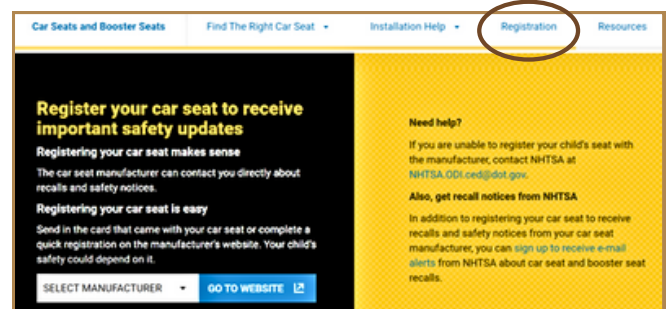 Car Seats and Booster Seats
Find The Right Car Seat
Installation Help
Registration
Resources
Register your car seat to receive
important safety updates
Registering your car seat makes sense
The car seat manufacturer can contact you directly about
recalls and safety notices.
Registering your car seat is easy
Send in the card that came with your car seat or complete a
quick registration on the manufacturer's website. Your child's
safety could depend on it.
SELECT MANUFACTURER
GO TO WEBSITE
Need help?
If you are unable to register your child's seat with
the manufacturer, contact NHTSA at
NHTSA.ODI.ced@dot.gov.
Also, get recall notices from NHTSA
In addition to registering your car seat to receive
recalls and safety notices from your car seat
manufacturer, you can sign up to receive e-mail
alerts from NHTSA about car seat and booster seat
recalls.